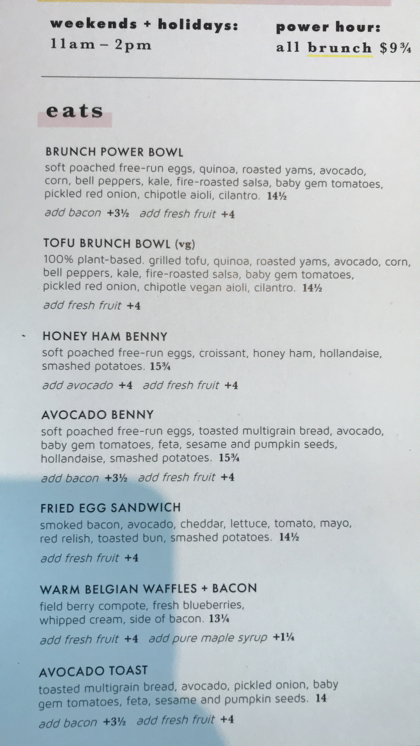 weekends + holidays:
11am – 2pm
power hour:
all brunch $9¾
eats
BRUNCH POWER BOWL
soft poached free-run eggs, quinoa, roasted yams, avocado,
corn, bell peppers, kale, fire-roasted salsa, baby gem tomatoes,
pickled red onion, chipotle aioli, cilantro. 14½
add bacon +3½ add fresh fruit +4
TOFU BRUNCH BOWL (vg)
100% plant-based. grilled tofu, quinoa, roasted yams, avocado, corn,
bell peppers, kale, fire-roasted salsa, baby gem tomatoes,
pickled red onion, chipotle vegan aioli, cilantro. 14½
add fresh fruit +4
HONEY HAM BENNY
soft poached free-run eggs, croissant, honey ham, hollandaise,
smashed potatoes. 15¾
add avocado +4 add fresh fruit +4
AVOCADO BENNY
soft poached free-run eggs, toasted multigrain bread, avocado,
baby gem tomatoes, feta, sesame and pumpkin seeds,
hollandaise, smashed potatoes. 15¾
add bacon +3½ add fresh fruit +4
FRIED EGG SANDWICH
smoked bacon, avocado, cheddar, lettuce, tomato, mayo,
red relish, toasted bun, smashed potatoes. 14½
add fresh fruit +4
WARM BELGIAN WAFFLES + BACON
field berry compote, fresh blueberries,
whipped cream, side of bacon. 13¼
add fresh fruit +4 add pure maple syrup +1¼
AVOCADO TOAST
toasted multigrain bread, avocado, pickled onion, baby
gem tomatoes, feta, sesame and pumpkin seeds. 14
add bacon +3½ add fresh fruit +4